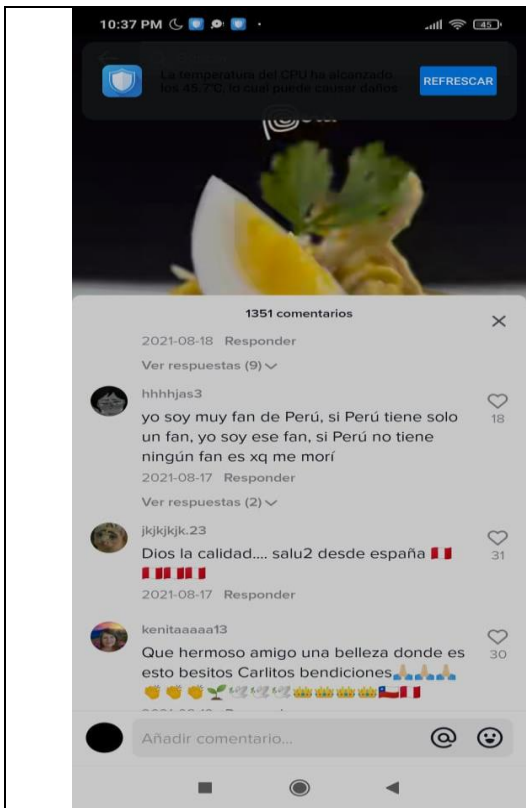 10:37 PM
45
La temperatura del CPU ha alcanzado
los 45.7°C, lo cual puede causar daños
REFRESCAR
1351 comentarios
2021-08-18 Responder
Ver respuestas (9)
hhhhjas3
yo soy muy fan de Perú, si Perú tiene solo
un fan, yo soy ese fan, si Perú no tiene
ningún fan es xq me morí
18
2021-08-17 Responder
Ver respuestas (2)
jkjkjkjk.23
Dios la calidad.... salu2 desde españa 🇵🇪
🇵🇪🇵🇪🇵🇪
31
2021-08-17 Responder
kenitaaaaa13
Que hermoso amigo una belleza donde es
esto besitos Carlitos bendiciones🙏🙏🙏
👏👏👏🌱🕊🕊🕊👑👑👑👑🇨🇱🇵🇪
30
Añadir comentario...